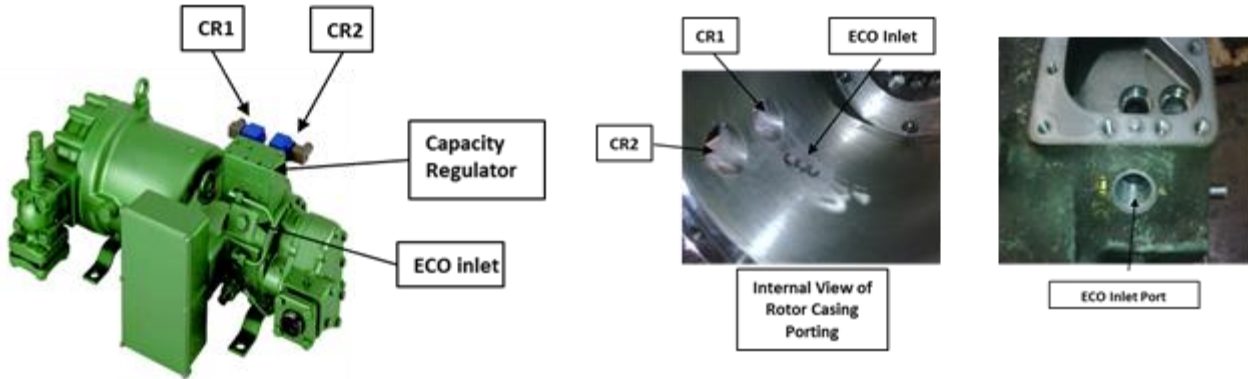 CR1
CR2
Capacity
Regulator
ECO inlet
CR1
ECO Inlet
CR2
Internal View of
Rotor Casing
Porting
ECO Inlet Port